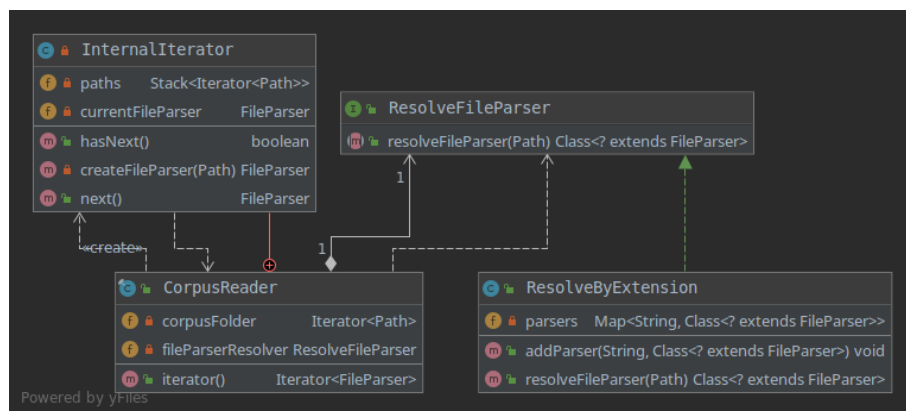 InternalIterator
paths Stack<Iterator<Path>>
currentFileParser FileParser
hasNext() boolean
createFileParser(Path) FileParser
next() FileParser
ResolveFileParser
resolveFileParser(Path) Class<? extends FileParser>
1
«create»
1
CorpusReader
corpusFolder Iterator<Path>
fileParserResolver ResolveFileParser
iterator() Iterator<FileParser>
ResolveByExtension
parsers Map<String, Class<? extends FileParser>>
addParser(String, Class<? extends FileParser>) void
resolveFileParser(Path) Class<? extends FileParser>
Powered by yFiles